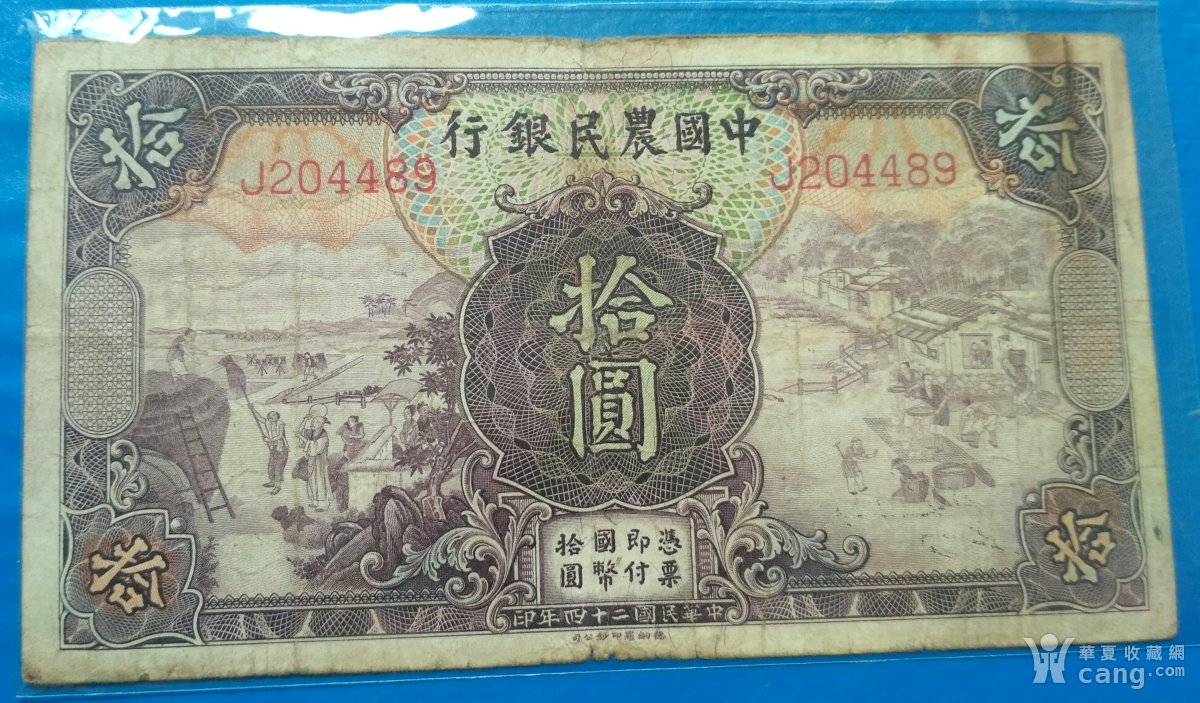 中國農民銀行
J204489
J204489
拾
拾
拾圓
憑票
即付
國幣
拾圓
拾
拾
中華民國二十四年印
德納羅印鈔公司
華夏收藏網
cang.com